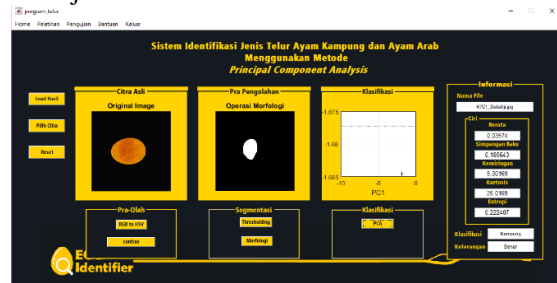 program_telur
Home Pelatihan Pengujian Bantuan Keluar
Sistem Identifikasi Jenis Telur Ayam Kampung dan Ayam Arab
Menggunakan Metode
Principal Component Analysis
Load Hasil
Pilih Citra
Reset
Citra Asli
Original Image
Pra Pengolahan
Operasi Morfologi
Klasifikasi
-1.675
-1.68
-1.685
-10 -5 0
PC1
Informasi
Nama File
Ciri
Rerata
0.03574
Simpangan Baku
0.185643
Kemiringan
5.00169
Kurtosis
26.0169
Entropi
0.222407
Klasifikasi Kampung
Keterangan Benar
Pra-Olah
RGB to HSV
contras
Segmentasi
Thresholding
Morfologi
Klasifikasi
PCA
Identifier